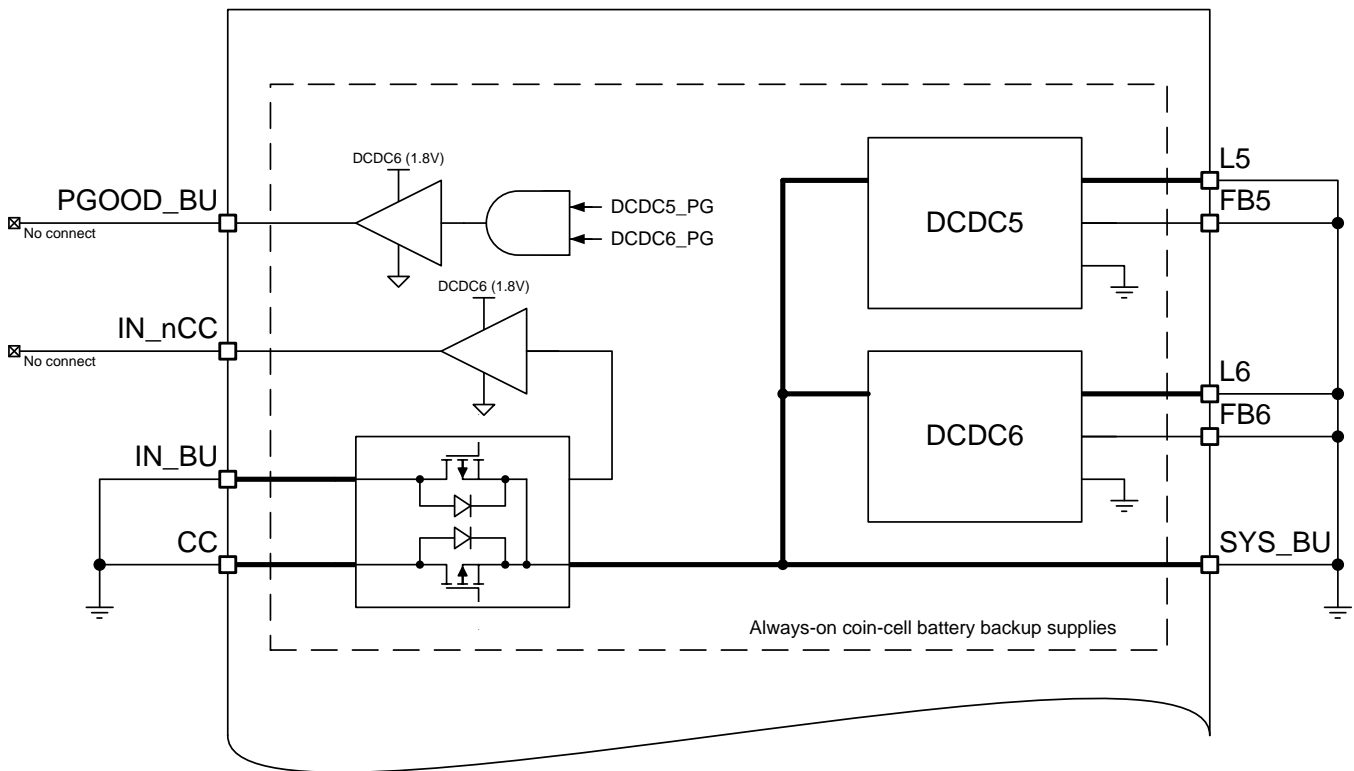 DCDC6 (1.8V)
PGOOD_BU
No connect
DCDC5_PG
DCDC6_PG
DCDC5
L5
FB5
DCDC6 (1.8V)
IN_nCC
No connect
DCDC6
L6
FB6
IN_BU
CC
SYS_BU
Always-on coin-cell battery backup supplies